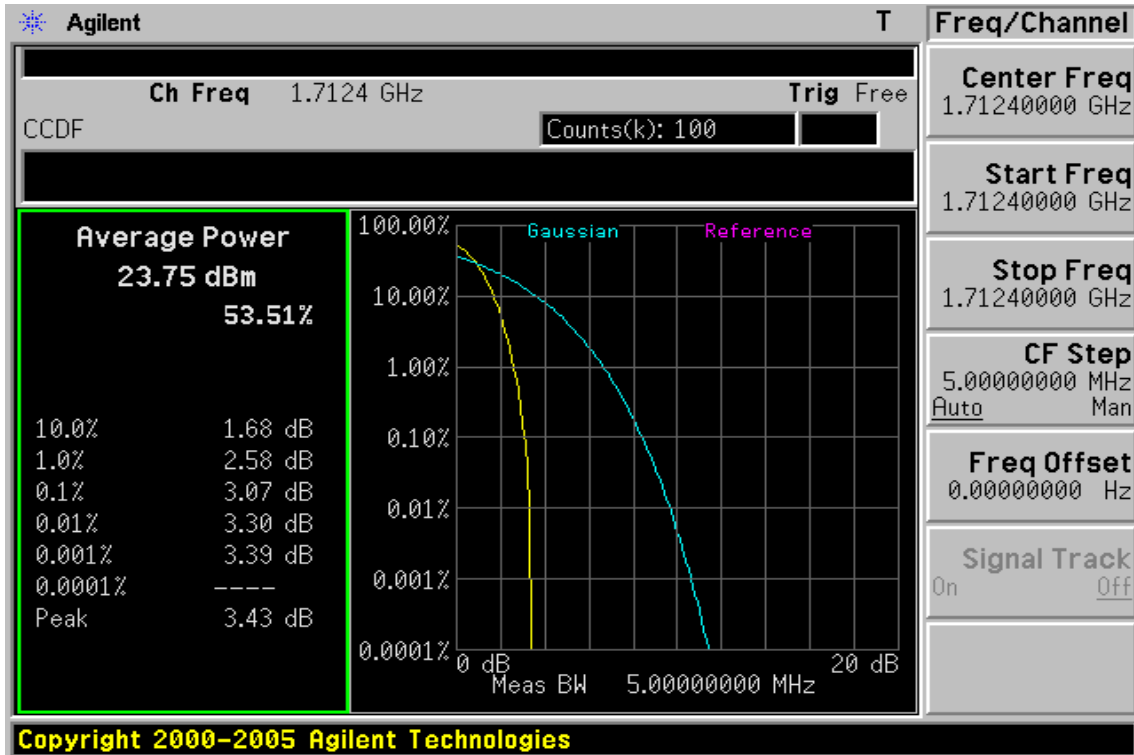 Agilent
T
Ch Freq 1.7124 GHz
Trig Free
CCDF
Counts(k): 100
Average Power
23.75 dBm
53.51%
10.0% 1.68 dB
1.0% 2.58 dB
0.1% 3.07 dB
0.01% 3.30 dB
0.001% 3.39 dB
0.0001% ----
Peak 3.43 dB
Gaussian Reference
100.00%
10.00%
1.00%
0.10%
0.01%
0.001%
0.0001%
0 dB 20 dB
Meas BW 5.00000000 MHz
Freq/Channel
Center Freq
1.71240000 GHz
Start Freq
1.71240000 GHz
Stop Freq
1.71240000 GHz
CF Step
5.00000000 MHz
Auto Man
Freq Offset
0.00000000 Hz
Signal Track
On Off
Copyright 2000-2005 Agilent Technologies